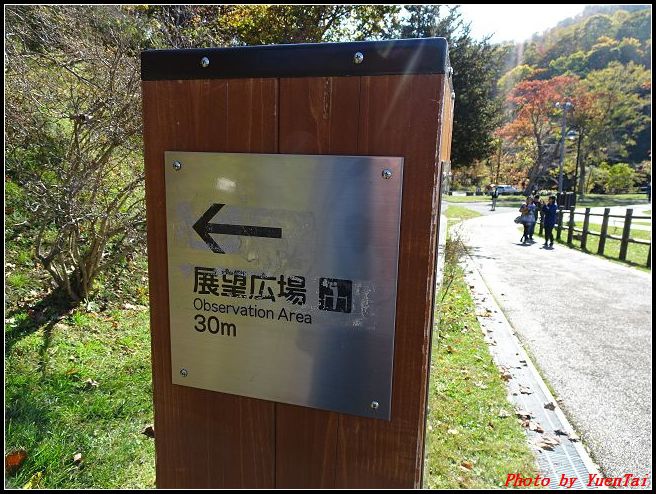 展望広場
Observation Area
30m
Photo by YuenTai